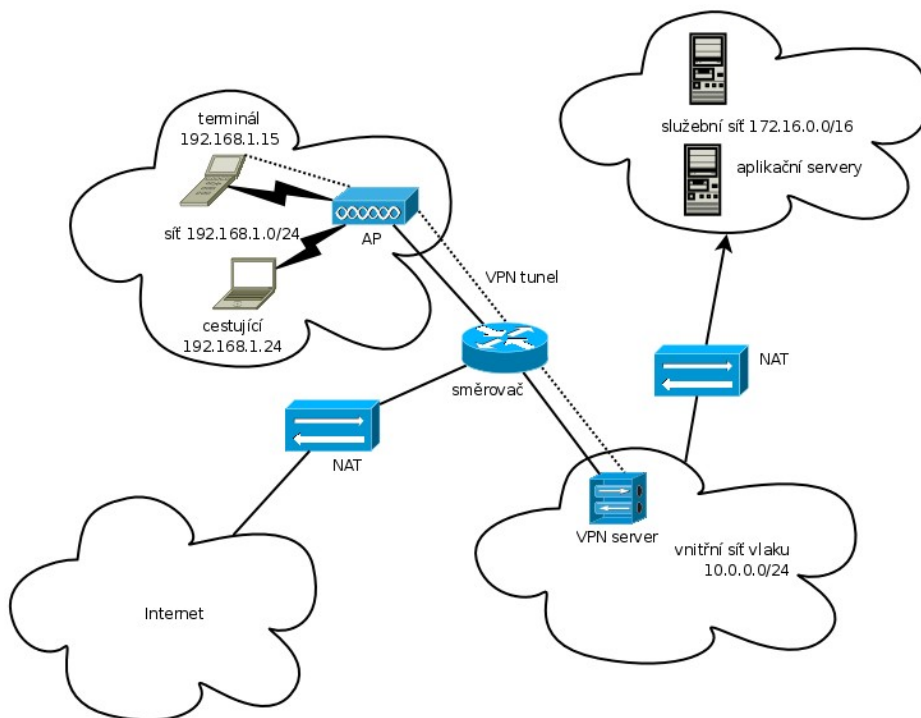 terminál
192.168.1.15
síť 192.168.1.0/24
AP
cestující
192.168.1.24
VPN tunel
služební síť 172.16.0.0/16
aplikační servery
směrovač
NAT
NAT
VPN server
vnitřní síť vlaku
10.0.0.0/24
Internet